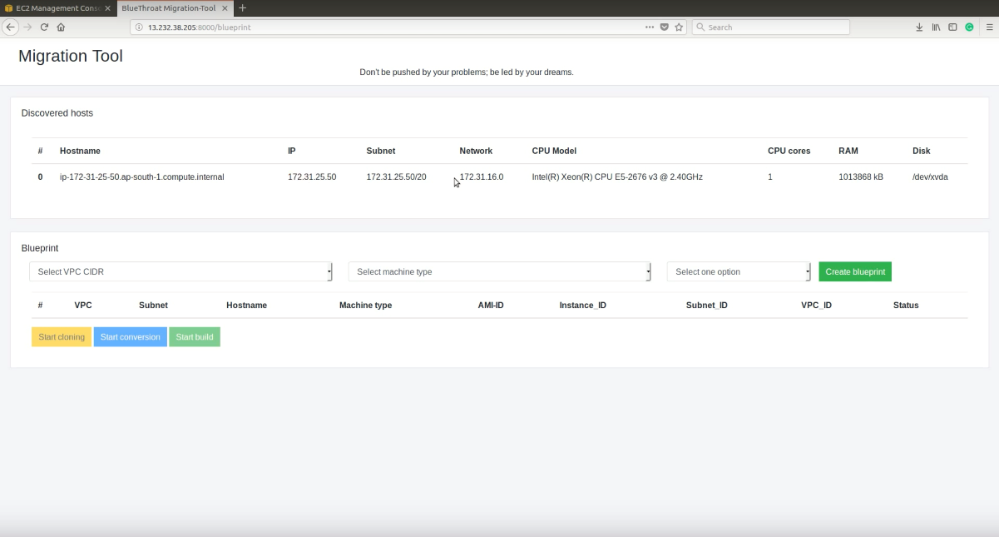 EC2 Management Conso
BlueThroat Migration-Tool
13.232.38.205:8000/blueprint
Search
Migration Tool
Don't be pushed by your problems; be led by your dreams.
Discovered hosts
# Hostname IP Subnet Network CPU Model CPU cores RAM Disk
0 ip-172-31-25-50.ap-south-1.compute.internal 172.31.25.50 172.31.25.50/20 172.31.16.0 Intel(R) Xeon(R) CPU E5-2676 v3 @ 2.40GHz 1 1013868 kB /dev/xvda
Blueprint
Select VPC CIDR Select machine type Select one option Create blueprint
# VPC Subnet Hostname Machine type AMI-ID Instance_ID Subnet_ID VPC_ID Status
Start cloning Start conversion Start build